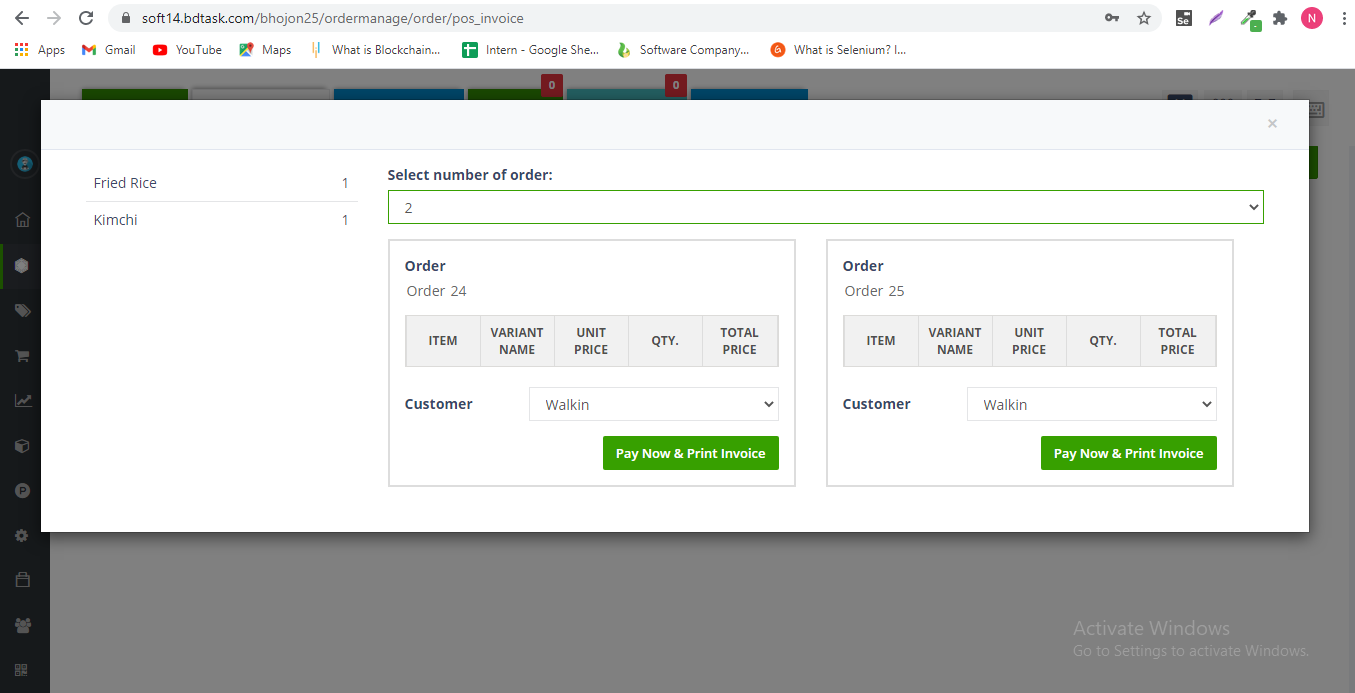 soft14.bdtask.com/bhojon25/ordermanage/order/pos_invoice
Se
N
Apps
Gmail
YouTube
Maps
What is Blockchain...
Intern - Google She...
Software Company...
What is Selenium? I...
0
0
×
Fried Rice 1
Kimchi 1
Select number of order:
2
Order
Order 24
ITEM VARIANT NAME UNIT PRICE QTY. TOTAL PRICE
Customer Walkin
Pay Now & Print Invoice
Order
Order 25
ITEM VARIANT NAME UNIT PRICE QTY. TOTAL PRICE
Customer Walkin
Pay Now & Print Invoice
Activate Windows
Go to Settings to activate Windows.